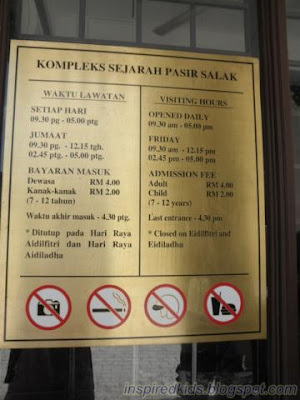 KOMPLEKS SEJARAH PASIR SALAK
WAKTU LAWATAN
SETIAP HARI
09.30 pg - 05.00 ptg
JUMAAT
09.30 pg. - 12.15 tgh.
02.45 ptg. - 05.00 ptg.
BAYARAN MASUK
Dewasa RM 4.00
Kanak-kanak RM 2.00
(7 - 12 tahun)
Waktu akhir masuk - 4.30 ptg.
* Ditutup pada Hari Raya
Aidilfitra dan Hari Raya
Aidiladha
VISITING HOURS
OPENED DAILY
09.30 am - 05.00 pm
FRIDAY
09.30 am - 12.15 pm
02.45 pm - 05.00 pm
ADMISSION FEE
Adult RM 4.00
Child RM 2.00
(7 - 12 years)
Last entrance - 4.30 pm
* Closed on Eidilfitri and
Eidiladha
inspiredkids.blogspot.com